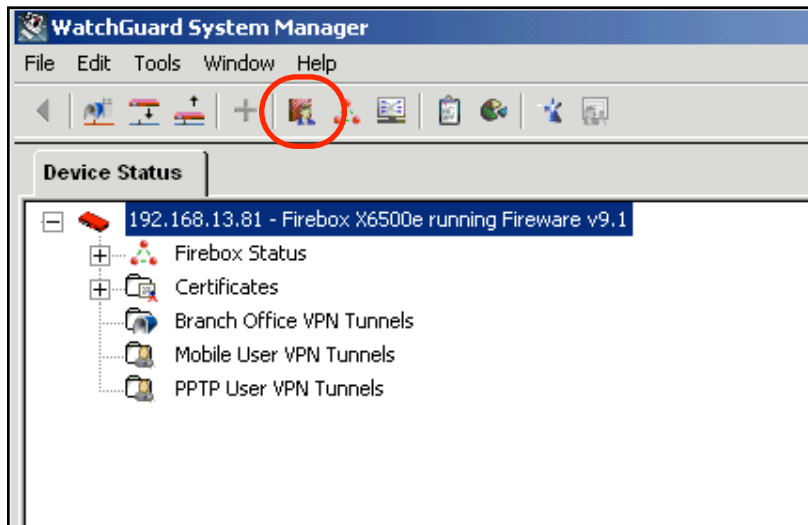 WatchGuard System Manager
File Edit Tools Window Help
Device Status
192.168.13.81 - Firebox X6500e running Fireware v9.1
Firebox Status
Certificates
Branch Office VPN Tunnels
Mobile User VPN Tunnels
PPTP User VPN Tunnels